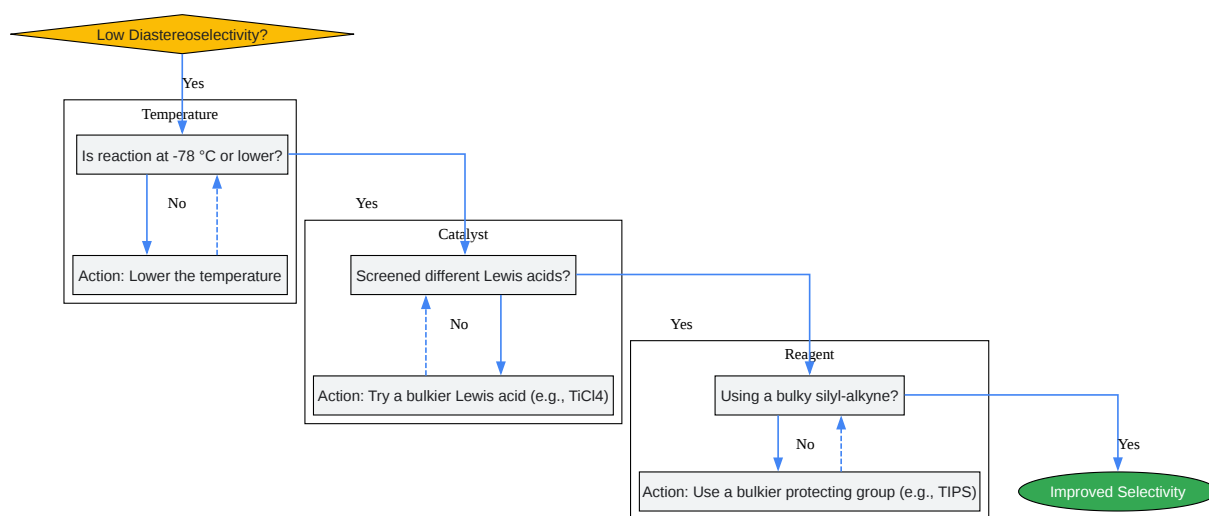 Low Diastereoselectivity?
Yes
Temperature
Is reaction at -78 °C or lower?
No
Action: Lower the temperature
Yes
Catalyst
Screened different Lewis acids?
No
Action: Try a bulkier Lewis acid (e.g., TiCl4)
Yes
Reagent
Using a bulky silyl-alkyne?
No
Action: Use a bulkier protecting group (e.g., TIPS)
Yes
Improved Selectivity